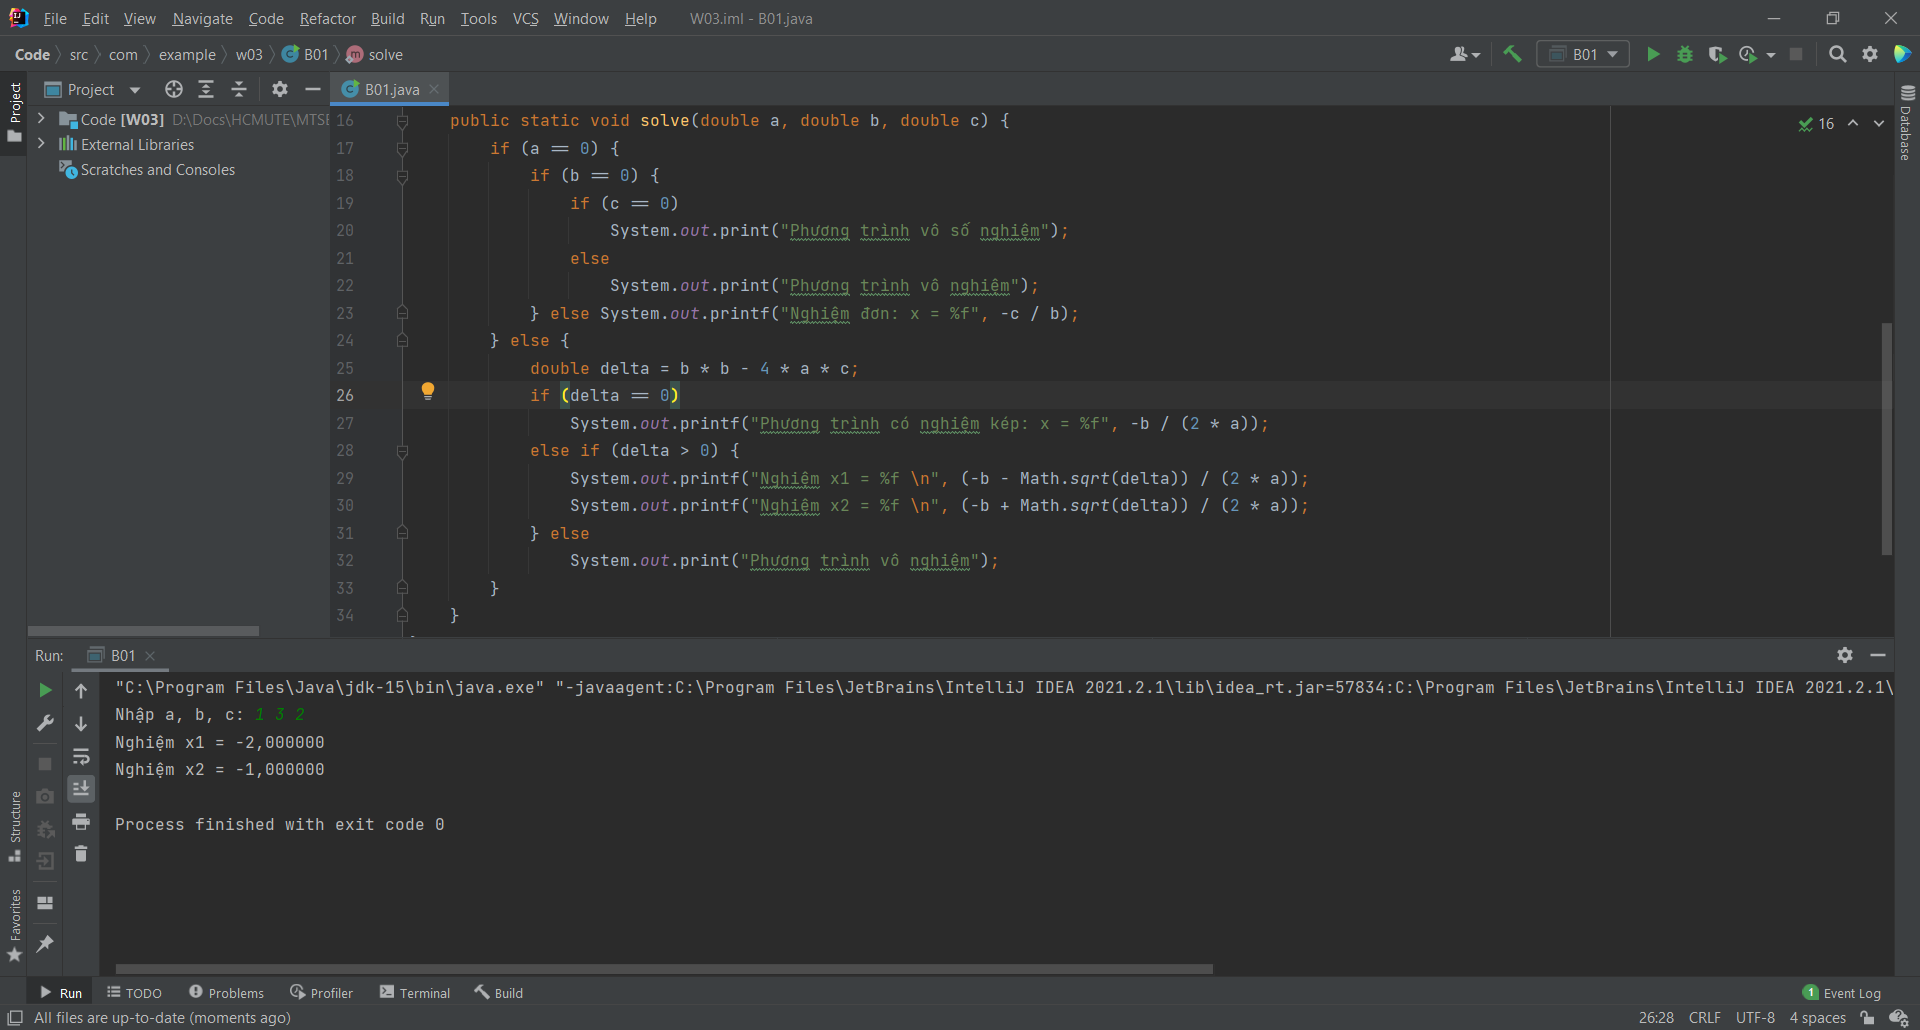 File Edit View Navigate Code Refactor Build Run Tools VCS Window Help W03.iml - B01.java
Code src com example w03 B01 solve B01
Project B01.java
Project
Code [W03] D:\Docs\HCMUTE\MTSE
External Libraries
Scratches and Consoles
16 public static void solve(double a, double b, double c) {
17 if (a == 0) {
18 if (b == 0) {
19 if (c == 0)
20 System.out.print("Phương trình vô số nghiệm");
21 else
22 System.out.print("Phương trình vô nghiệm");
23 } else System.out.printf("Nghiệm đơn: x = %f", -c / b);
24 } else {
25 double delta = b * b - 4 * a * c;
26 if (delta == 0)
27 System.out.printf("Phương trình có nghiệm kép: x = %f", -b / (2 * a));
28 else if (delta > 0) {
29 System.out.printf("Nghiệm x1 = %f \n", (-b - Math.sqrt(delta)) / (2 * a));
30 System.out.printf("Nghiệm x2 = %f \n", (-b + Math.sqrt(delta)) / (2 * a));
31 } else
32 System.out.print("Phương trình vô nghiệm");
33 }
34 }
16
Database
Run: B01
"C:\Program Files\Java\jdk-15\bin\java.exe" "-javaagent:C:\Program Files\JetBrains\IntelliJ IDEA 2021.2.1\lib\idea_rt.jar=57834:C:\Program Files\JetBrains\IntelliJ IDEA 2021.2.1\
Nhập a, b, c: 1 3 2
Nghiệm x1 = -2,000000
Nghiệm x2 = -1,000000
Process finished with exit code 0
Structure
Favorites
Run TODO Problems Profiler Terminal Build 1 Event Log
All files are up-to-date (moments ago) 26:28 CRLF UTF-8 4 spaces